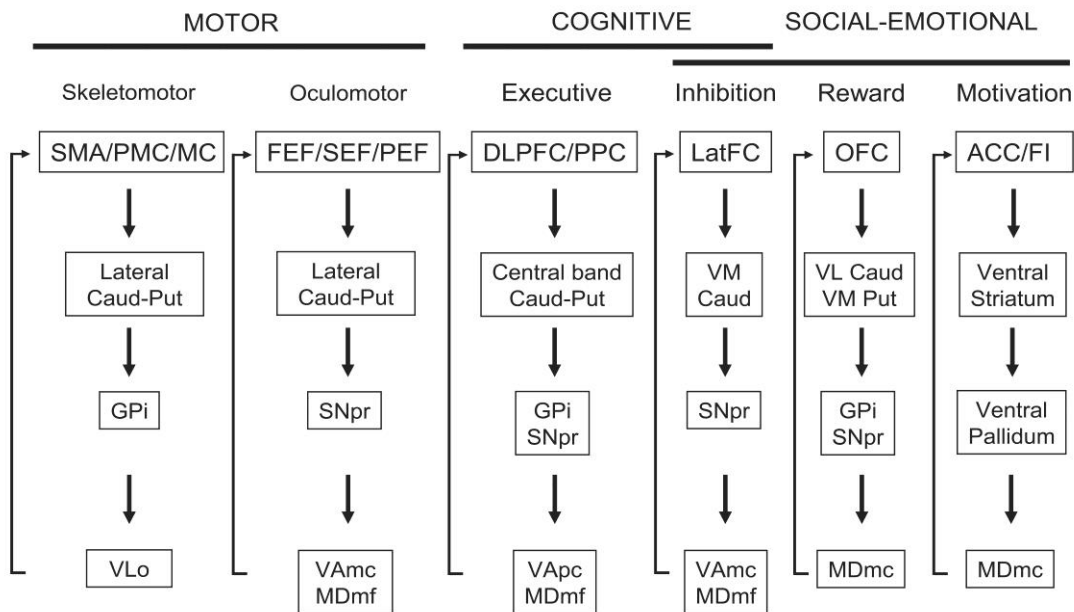 MOTOR
COGNITIVE
SOCIAL-EMOTIONAL
Skeletomotor
Oculomotor
Executive
Inhibition
Reward
Motivation
SMA/PMC/MC
FEF/SEF/PEF
DLPFC/PPC
LatFC
OFC
ACC/FI
Lateral
Caud-Put
Lateral
Caud-Put
Central band
Caud-Put
VM
Caud
VL Caud
VM Put
Ventral
Striatum
GPi
SNpr
GPi
SNpr
SNpr
GPi
SNpr
Ventral
Pallidum
VLo
VAmc
MDmf
VApc
MDmf
VAmc
MDmf
MDmc
MDmc